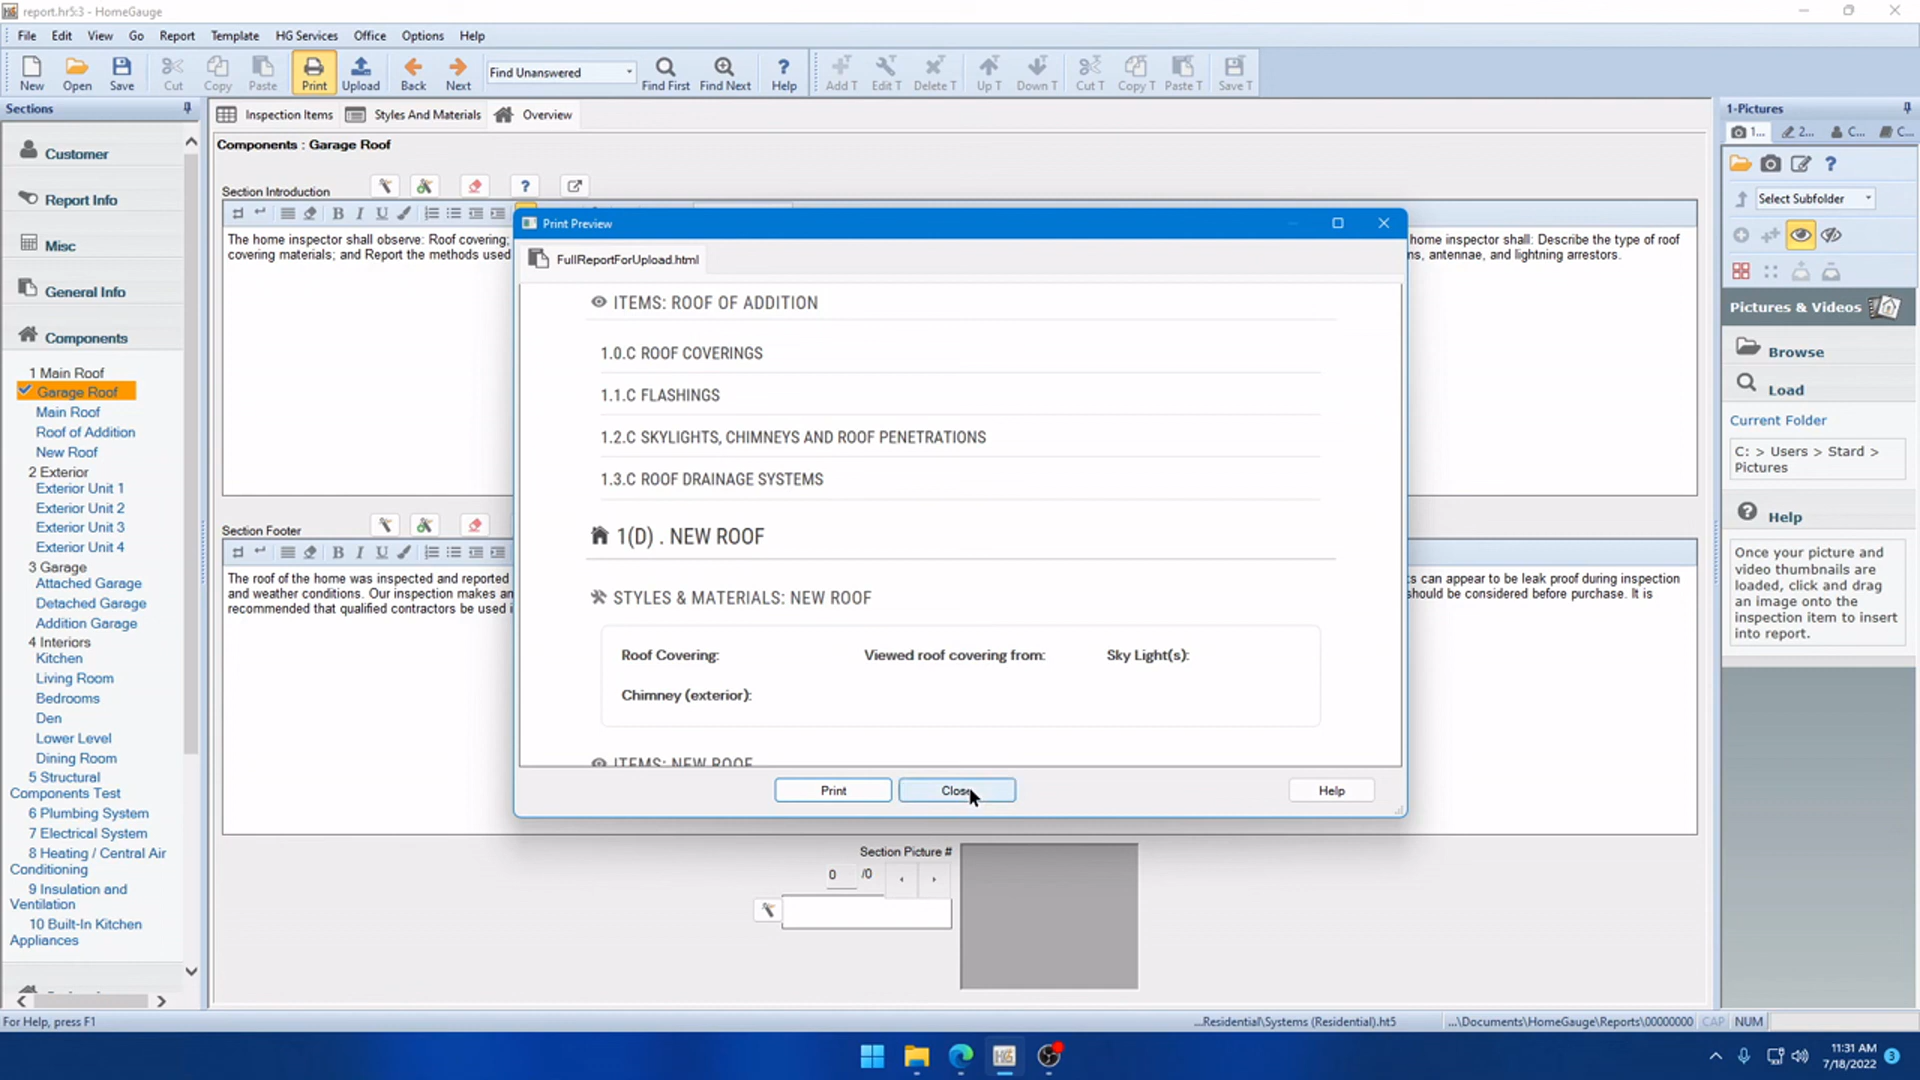 report.hr5:3 - HomeGauge
File Edit View Go Report Template HG Services Office Options Help
New Open Save Cut Copy Paste Print Upload Back Next Find Unanswered Find First Find Next Help Add T Edit T Delete T Up T Down T Cut T Copy T Paste T Save T
Sections
Customer
Report Info
Misc
General Info
Components
1 Main Roof
Garage Roof
Main Roof
Roof of Addition
New Roof
2 Exterior
Exterior Unit 1
Exterior Unit 2
Exterior Unit 3
Exterior Unit 4
3 Garage
Attached Garage
Detached Garage
Addition Garage
4 Interiors
Kitchen
Living Room
Bedrooms
Den
Lower Level
Dining Room
5 Structural
Components Test
6 Plumbing System
7 Electrical System
8 Heating / Central Air
Conditioning
9 Insulation and
Ventilation
10 Built-In Kitchen
Appliances
Inspection Items Styles And Materials Overview
Components : Garage Roof
Section Introduction
The home inspector shall observe: Roof covering;
covering materials; and Report the methods used
home inspector shall: Describe the type of roof
ns, antennae, and lightning arrestors.
Section Footer
The roof of the home was inspected and reported
and weather conditions. Our inspection makes an
recommended that qualified contractors be used i
ks can appear to be leak proof during inspection
should be considered before purchase. It is
Section Picture #
0 /0
Print Preview
FullReportForUpload.html
ITEMS: ROOF OF ADDITION
1.0.C ROOF COVERINGS
1.1.C FLASHINGS
1.2.C SKYLIGHTS, CHIMNEYS AND ROOF PENETRATIONS
1.3.C ROOF DRAINAGE SYSTEMS
1(D) . NEW ROOF
STYLES & MATERIALS: NEW ROOF
Roof Covering: Viewed roof covering from: Sky Light(s):
Chimney (exterior):
ITEMS: NEW ROOF
Print Close Help
1-Pictures
1... 2... C... C...
Select Subfolder
Pictures & Videos
Browse
Load
Current Folder
C: > Users > Stard >
Pictures
Help
Once your picture and
video thumbnails are
loaded, click and drag
an image onto the
inspection item to insert
into report.
For Help, press F1
...Residential\Systems (Residential).ht5 ...\Documents\HomeGauge\Reports\00000000 CAP NUM
11:31 AM
7/18/2022
3